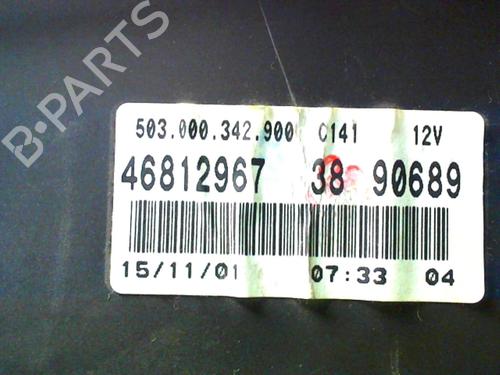 B-PARTS
503.000.342.900 C141 12V
46812967 38 90689
15/11/01 07:33 04